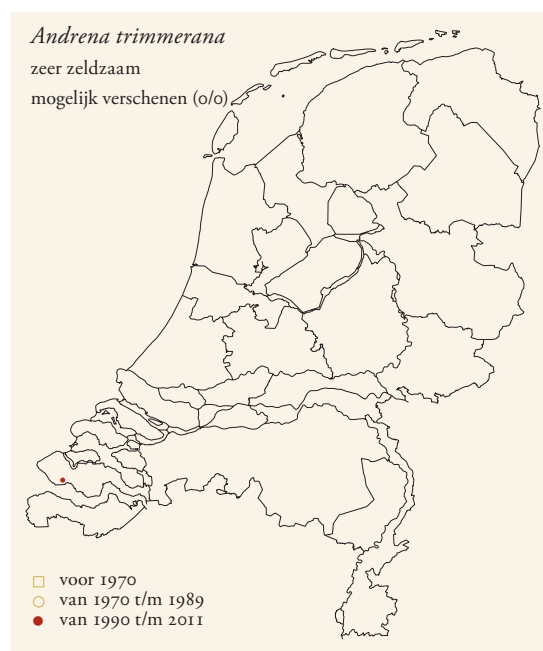 Andrena trimmerana
zeer zeldzaam
mogelijk verschenen (0/0)
voor 1970
van 1970 t/m 1989
van 1990 t/m 2011